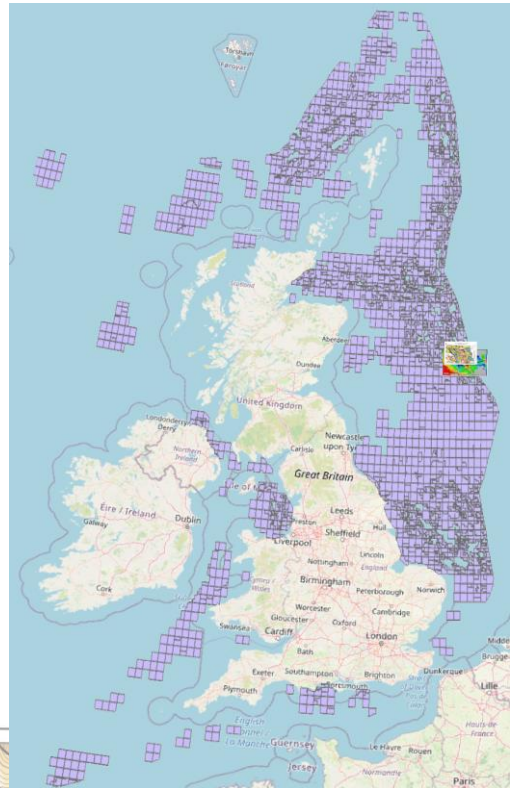 Tórshavn
Føroyar
Scotland
Aberdeen
Dundee
United Kingdom
Londonderry/
Derry
Northern
Ireland
Carlisle
Newcastle
upon Ty
Great Britain
Isle of M
Preston
Leeds
Hull
Éire / Ireland
Galway
Dublin
Liverpool
Sheffield
Lincoln
Nottingham
England
Cymru /
Wales
Birmingham
Peterborough
Norwich
Cork
Worcester
Cambridge
Gloucester
Oxford
Swansea
Cardiff
London
Bath
Exeter
Southampton
Brighton
Dunkerque
Midde
Brugge
Lille
Portsmouth
Plymouth
English
La Manche
Guernsey
Jersey
Le Havre
Rouen
Hauts-de-
France
Normandie
Paris